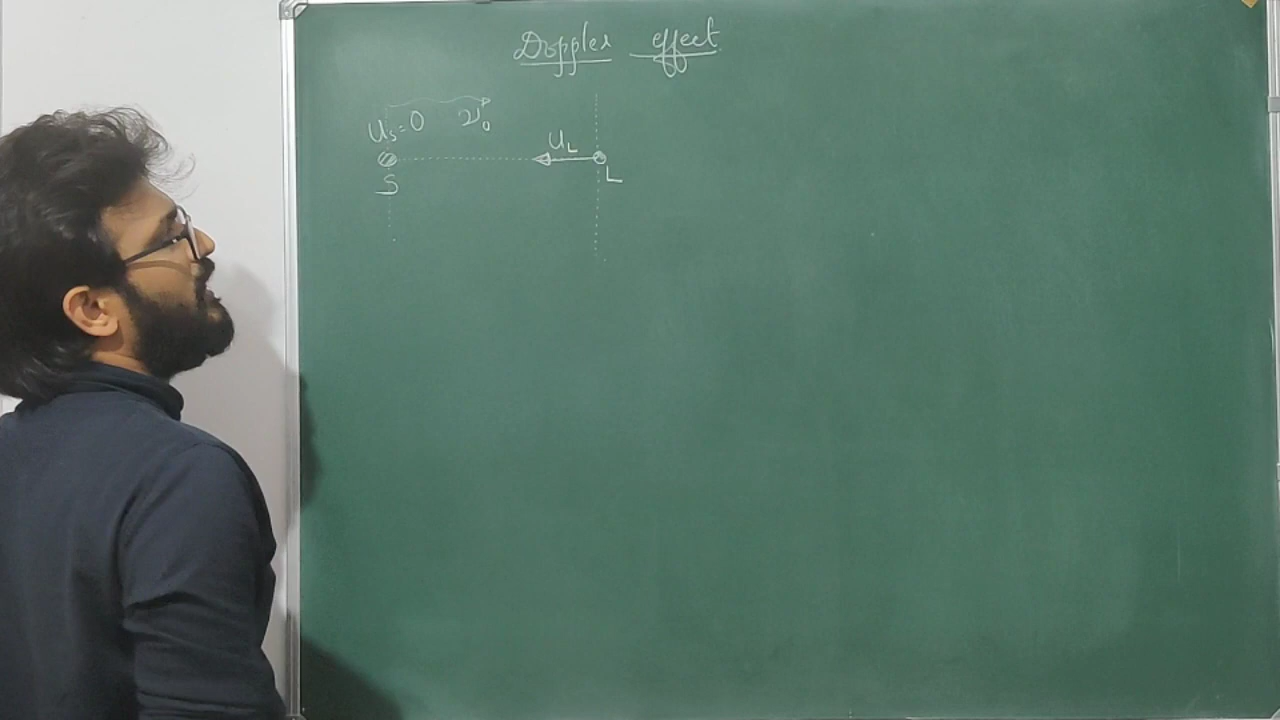 Doppler effect
u_s=0 ν_0
u_L
S
L